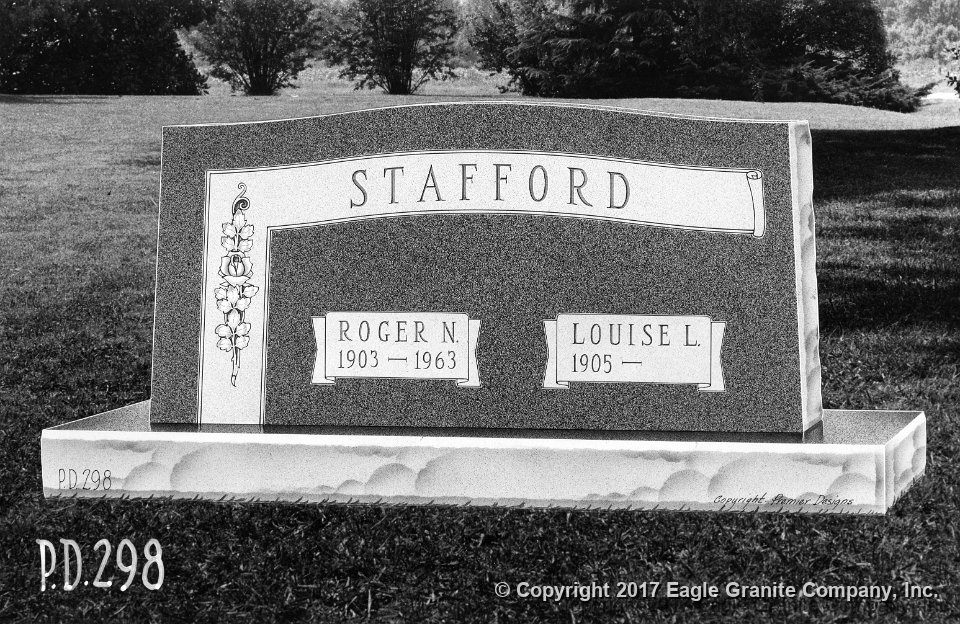 STAFFORD
ROGER N.
1903 — 1963
LOUISE L.
1905 —
P.D. 298
Copyright Premier Designs
P.D. 298
© Copyright 2017 Eagle Granite Company, Inc.